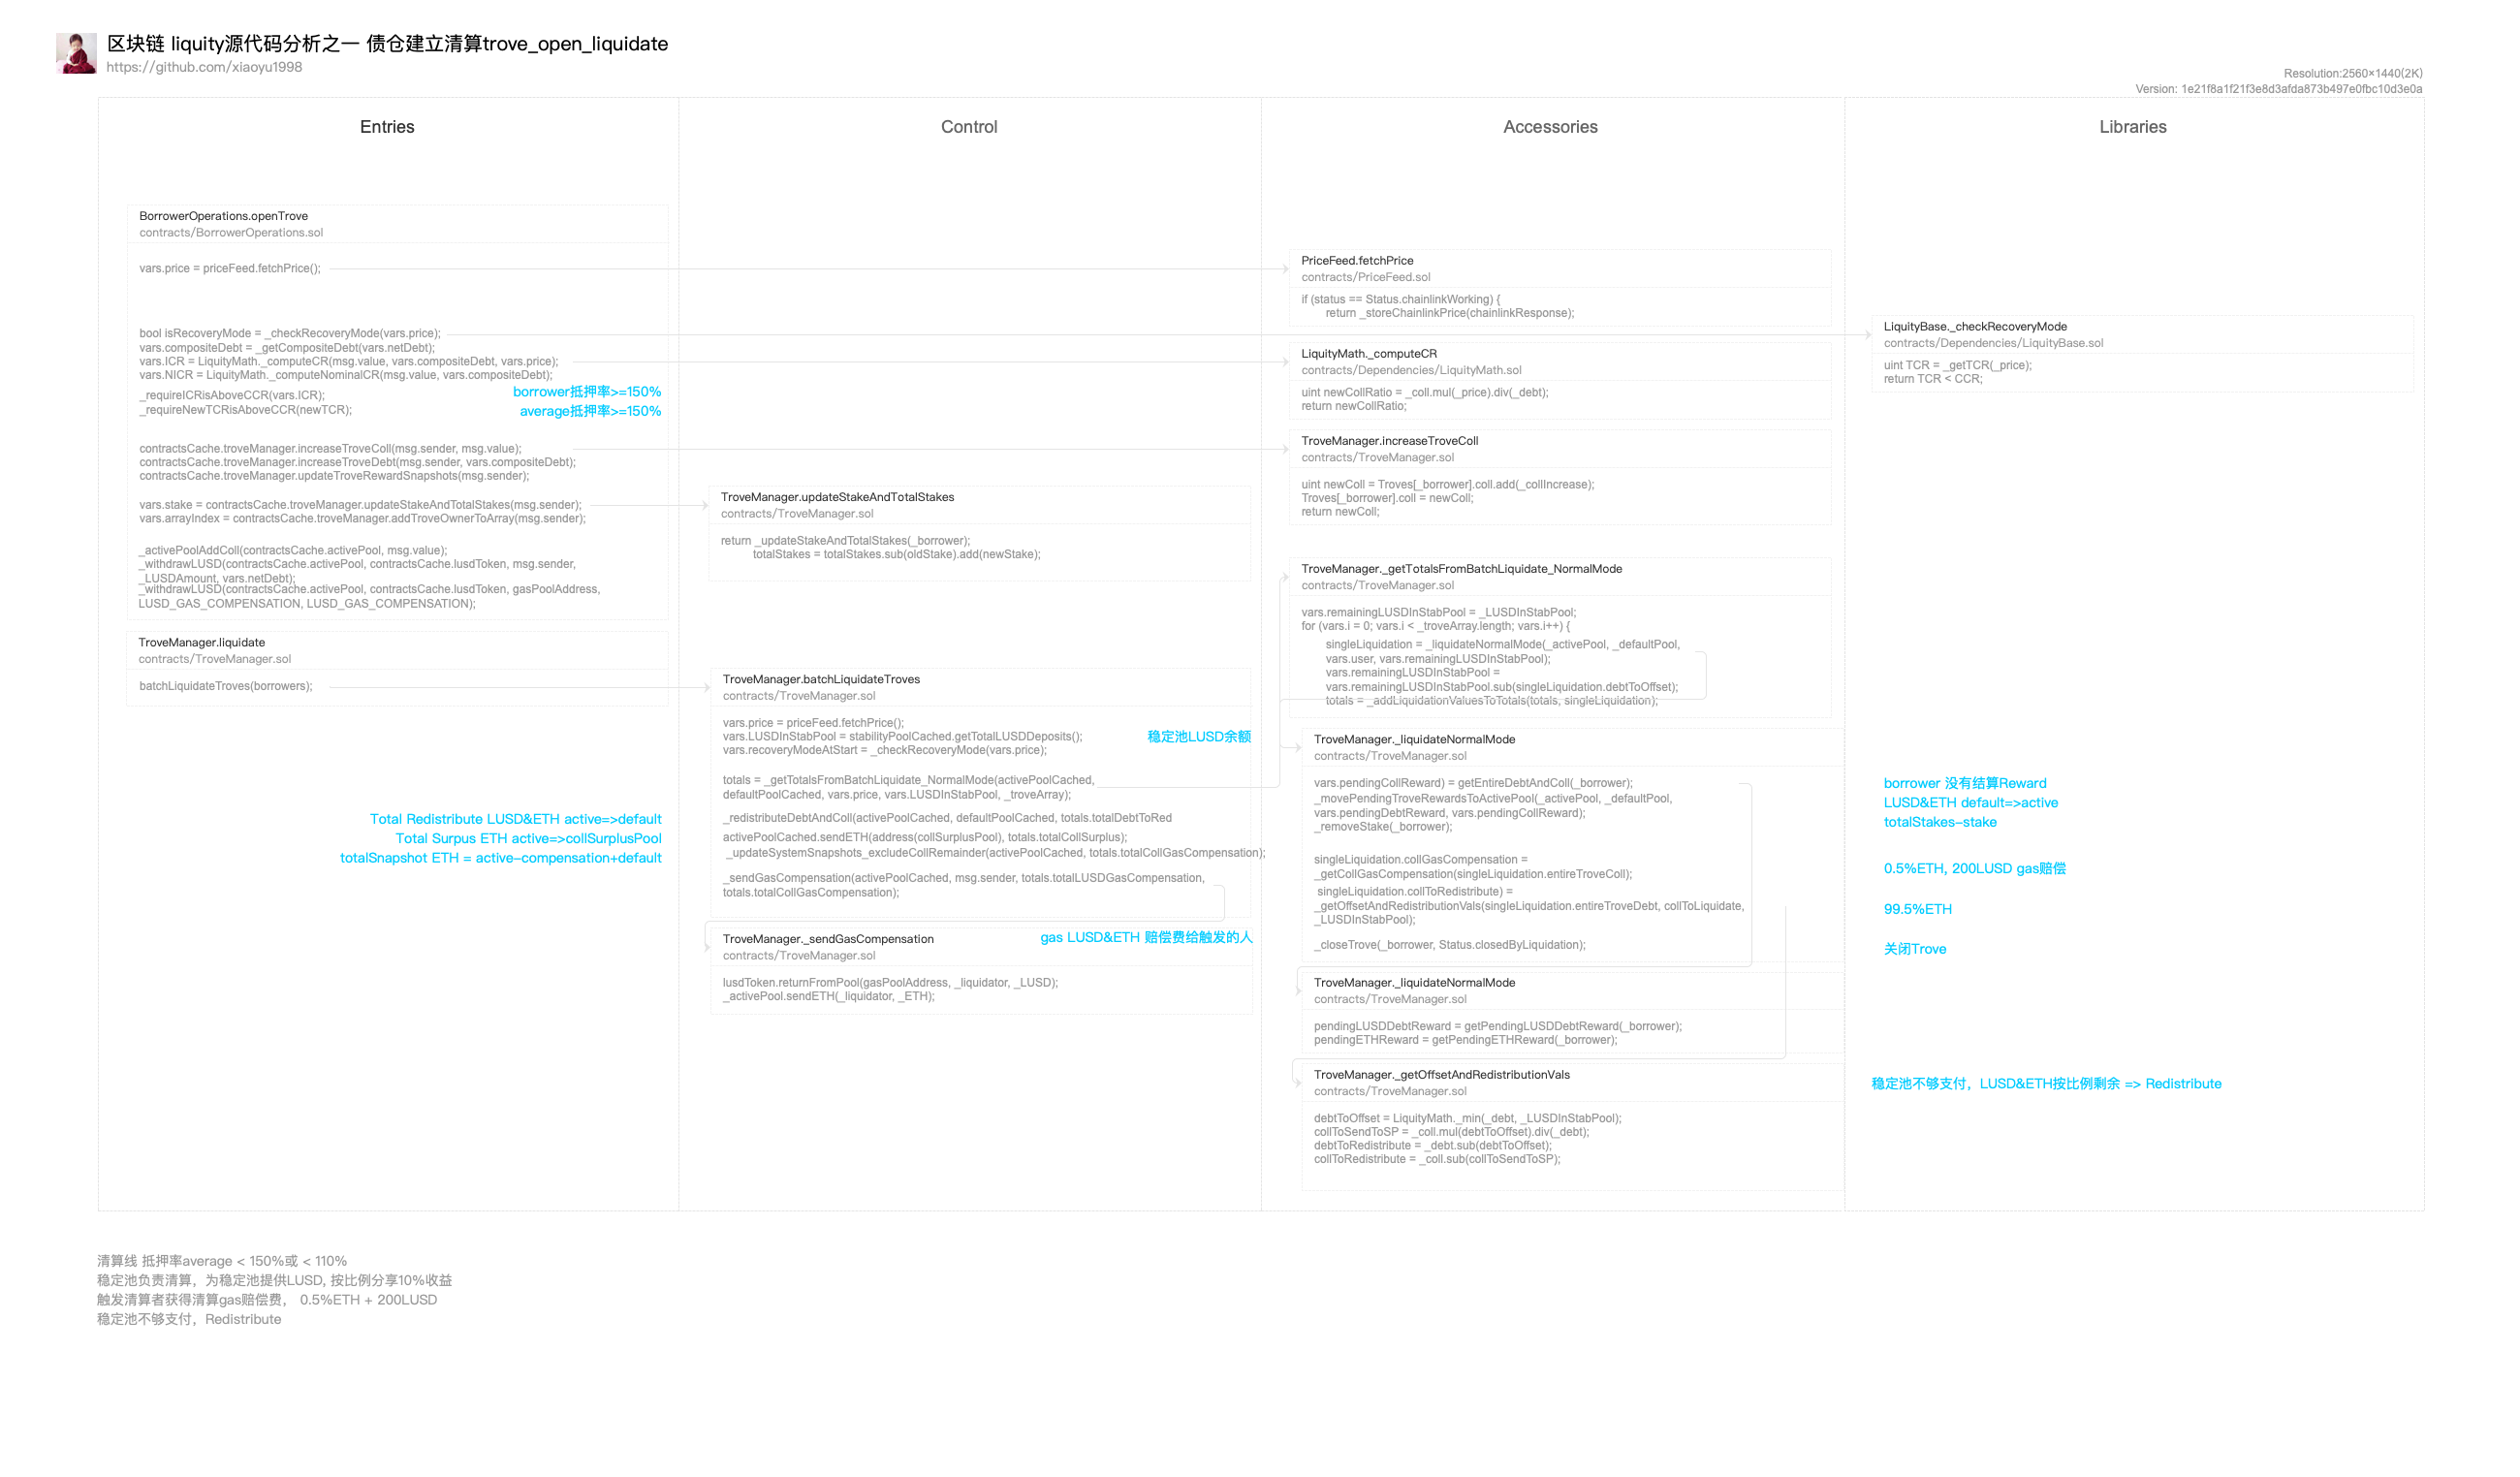 区块链 liquity源代码分析之一 债仓建立清算trove_open_liquidate
https://github.com/xiaoyu1998
Resolution:2560×1440(2K)
Version: 1e21f8a1f21f3e8d3afda873b497e0fbc10d3e0a
Entries
BorrowerOperations.openTrove
contracts/BorrowerOperations.sol
vars.price = priceFeed.fetchPrice();
bool isRecoveryMode = _checkRecoveryMode(vars.price);
vars.compositeDebt = _getCompositeDebt(vars.netDebt);
vars.ICR = LiquityMath._computeCR(msg.value, vars.compositeDebt, vars.price);
vars.NICR = LiquityMath._computeNominalCR(msg.value, vars.compositeDebt);
_requireICRisAboveCCR(vars.ICR);
_requireNewTCRisAboveCCR(newTCR);
borrower抵押率>=150%
average抵押率>=150%
contractsCache.troveManager.increaseTroveColl(msg.sender, msg.value);
contractsCache.troveManager.increaseTroveDebt(msg.sender, vars.compositeDebt);
contractsCache.troveManager.updateTroveRewardSnapshots(msg.sender);
vars.stake = contractsCache.troveManager.updateStakeAndTotalStakes(msg.sender);
vars.arrayIndex = contractsCache.troveManager.addTroveOwnerToArray(msg.sender);
_activePoolAddColl(contractsCache.activePool, msg.value);
_withdrawLUSD(contractsCache.activePool, contractsCache.lusdToken, msg.sender,
_LUSDAmount, vars.netDebt);
_withdrawLUSD(contractsCache.activePool, contractsCache.lusdToken, gasPoolAddress,
LUSD_GAS_COMPENSATION, LUSD_GAS_COMPENSATION);
TroveManager.liquidate
contracts/TroveManager.sol
batchLiquidateTroves(borrowers);
Total Redistribute LUSD&ETH active=>default
Total Surpus ETH active=>collSurplusPool
totalSnapshot ETH = active-compensation+default
Control
TroveManager.updateStakeAndTotalStakes
contracts/TroveManager.sol
return _updateStakeAndTotalStakes(_borrower);
totalStakes = totalStakes.sub(oldStake).add(newStake);
TroveManager.batchLiquidateTroves
contracts/TroveManager.sol
vars.price = priceFeed.fetchPrice();
vars.LUSDInStabPool = stabilityPoolCached.getTotalLUSDDeposits();
vars.recoveryModeAtStart = _checkRecoveryMode(vars.price);
稳定池LUSD余额
totals = _getTotalsFromBatchLiquidate_NormalMode(activePoolCached,
defaultPoolCached, vars.price, vars.LUSDInStabPool, _troveArray);
_redistributeDebtAndColl(activePoolCached, defaultPoolCached, totals.totalDebtToRed
activePoolCached.sendETH(address(collSurplusPool), totals.totalCollSurplus);
_updateSystemSnapshots_excludeCollRemainder(activePoolCached, totals.totalCollGasCompensation);
_sendGasCompensation(activePoolCached, msg.sender, totals.totalLUSDGasCompensation,
totals.totalCollGasCompensation);
TroveManager._sendGasCompensation
gas LUSD&ETH 赔偿费给触发的人
contracts/TroveManager.sol
lusdToken.returnFromPool(gasPoolAddress, _liquidator, _LUSD);
_activePool.sendETH(_liquidator, _ETH);
Accessories
PriceFeed.fetchPrice
contracts/PriceFeed.sol
if (status == Status.chainlinkWorking) {
return _storeChainlinkPrice(chainlinkResponse);
LiquityMath._computeCR
contracts/Dependencies/LiquityMath.sol
uint newCollRatio = _coll.mul(_price).div(_debt);
return newCollRatio;
TroveManager.increaseTroveColl
contracts/TroveManager.sol
uint newColl = Troves[_borrower].coll.add(_collIncrease);
Troves[_borrower].coll = newColl;
return newColl;
TroveManager._getTotalsFromBatchLiquidate_NormalMode
contracts/TroveManager.sol
vars.remainingLUSDInStabPool = _LUSDInStabPool;
for (vars.i = 0; vars.i < _troveArray.length; vars.i++) {
singleLiquidation = _liquidateNormalMode(_activePool, _defaultPool,
vars.user, vars.remainingLUSDInStabPool);
vars.remainingLUSDInStabPool =
vars.remainingLUSDInStabPool.sub(singleLiquidation.debtToOffset);
totals = _addLiquidationValuesToTotals(totals, singleLiquidation);
TroveManager._liquidateNormalMode
contracts/TroveManager.sol
vars.pendingCollReward) = getEntireDebtAndColl(_borrower);
_movePendingTroveRewardsToActivePool(_activePool, _defaultPool,
vars.pendingDebtReward, vars.pendingCollReward);
_removeStake(_borrower);
singleLiquidation.collGasCompensation =
_getCollGasCompensation(singleLiquidation.entireTroveColl);
singleLiquidation.collToRedistribute) =
_getOffsetAndRedistributionVals(singleLiquidation.entireTroveDebt, collToLiquidate,
_LUSDInStabPool);
_closeTrove(_borrower, Status.closedByLiquidation);
TroveManager._liquidateNormalMode
contracts/TroveManager.sol
pendingLUSDDebtReward = getPendingLUSDDebtReward(_borrower);
pendingETHReward = getPendingETHReward(_borrower);
TroveManager._getOffsetAndRedistributionVals
contracts/TroveManager.sol
debtToOffset = LiquityMath._min(_debt, _LUSDInStabPool);
collToSendToSP = _coll.mul(debtToOffset).div(_debt);
debtToRedistribute = _debt.sub(debtToOffset);
collToRedistribute = _coll.sub(collToSendToSP);
Libraries
LiquityBase._checkRecoveryMode
contracts/Dependencies/LiquityBase.sol
uint TCR = _getTCR(_price);
return TCR < CCR;
borrower 没有结算Reward
LUSD&ETH default=>active
totalStakes-stake
0.5%ETH, 200LUSD gas赔偿
99.5%ETH
关闭Trove
稳定池不够支付，LUSD&ETH按比例剩余 => Redistribute
清算线 抵押率average < 150%或 < 110%
稳定池负责清算，为稳定池提供LUSD, 按比例分享10%收益
触发清算者获得清算gas赔偿费， 0.5%ETH + 200LUSD
稳定池不够支付，Redistribute